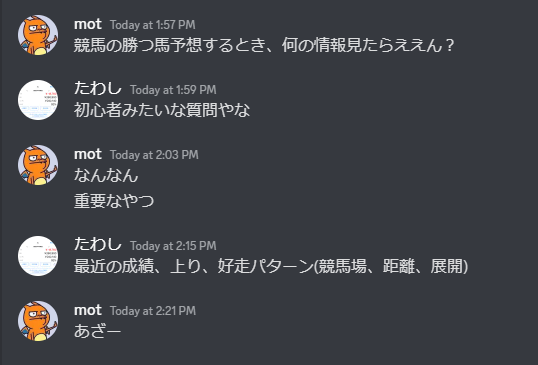 mot Today at 1:57 PM
競馬の勝つ馬予想するとき、何の情報見たらええん？
たわし Today at 1:59 PM
初心者みたいな質問やな
mot Today at 2:03 PM
なんなん
重要なやつ
たわし Today at 2:15 PM
最近の成績、上り、好走パターン(競馬場、距離、展開)
mot Today at 2:21 PM
あざー